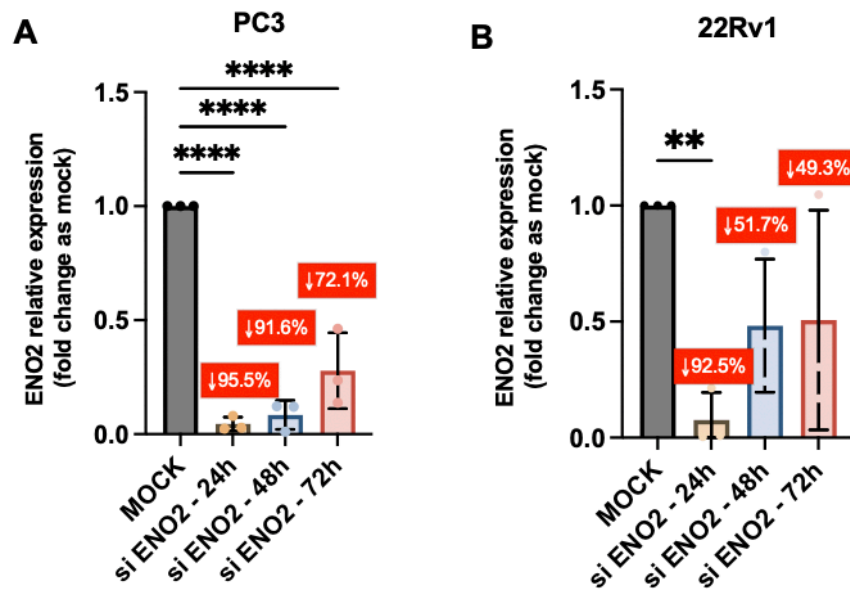 A
PC3
ENO2 relative expression
(fold change as mock)
1.5
1.0
0.5
0.0
****
****
****
↓95.5%
↓91.6%
↓72.1%
MOCK
si ENO2 - 24h
si ENO2 - 48h
si ENO2 - 72h
B
22Rv1
ENO2 relative expression
(fold change as mock)
1.5
1.0
0.5
0.0
**
↓92.5%
↓51.7%
↓49.3%
MOCK
si ENO2 - 24h
si ENO2 - 48h
si ENO2 - 72h